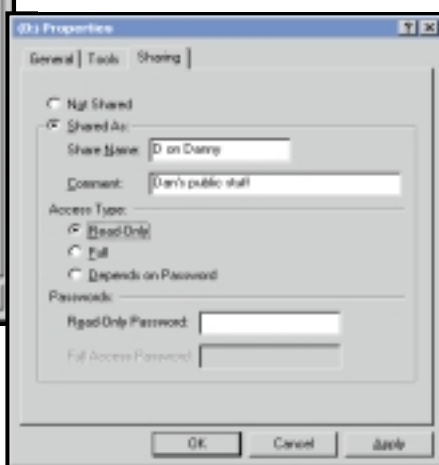 (D:) Properties
General Tools Sharing
Not Shared
Shared As:
Share Name: D on Danny
Comment: Dan's public stuff
Access Type:
Read-Only
Full
Depends on Password
Passwords:
Read-Only Password:
Full Access Password:
OK Cancel Apply